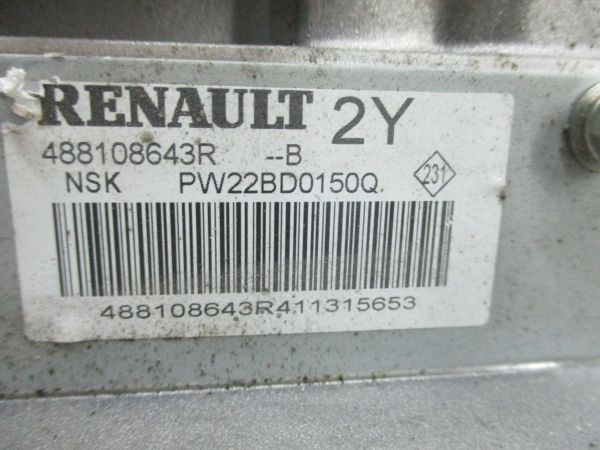 RENAULT 2Y
488108643R --B
NSK PW22BD0150Q 231
488108643R411315653